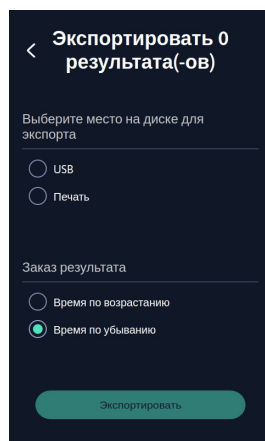 Экспортировать 0
результата(-ов)
Выберите место на диске для
экспорта
USB
Печать
Заказ результата
Время по возрастанию
Время по убыванию
Экспортировать